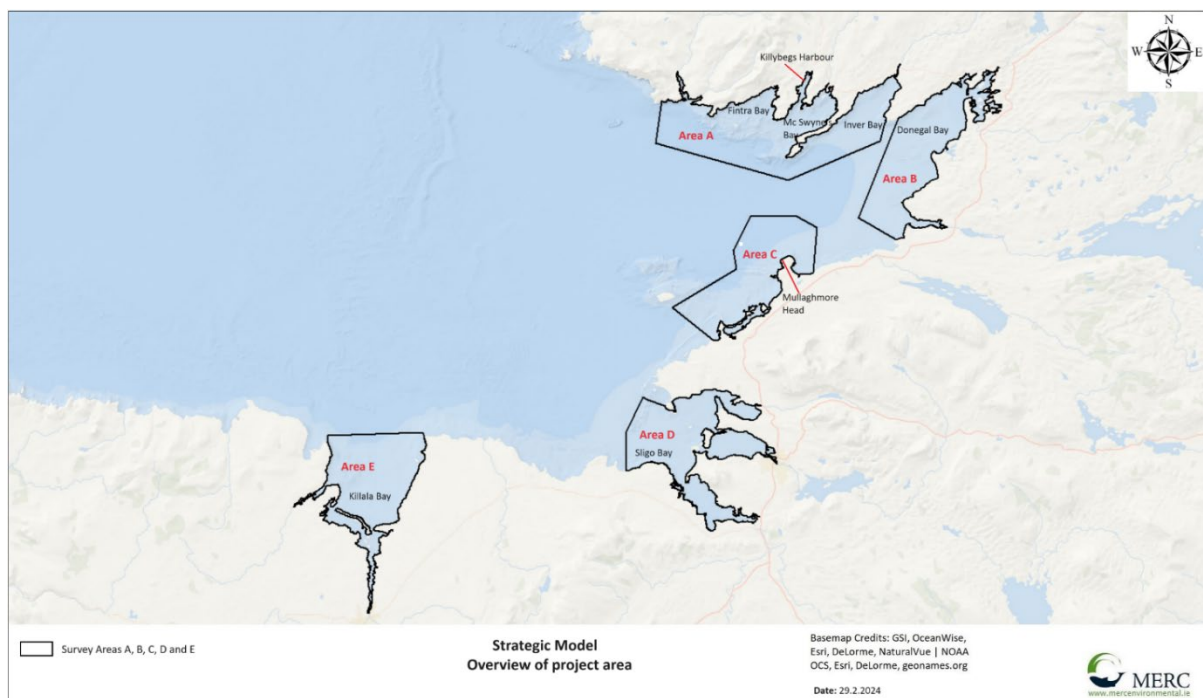 N
W
E
S
Killybegs Harbour
Fintra Bay
Mc Swynes
Bay
Inver Bay
Area A
Donegal Bay
Area B
Area C
Mullaghmore
Head
Area D
Sligo Bay
Area E
Killala Bay
Survey Areas A, B, C, D and E
Strategic Model
Overview of project area
Basemap Credits: GSI, OceanWise,
Esri, DeLorme, NaturalVue | NOAA
OCS, Esri, DeLorme, geonames.org
Date: 29.2.2024
MERC
www.mercenvironmental.ie